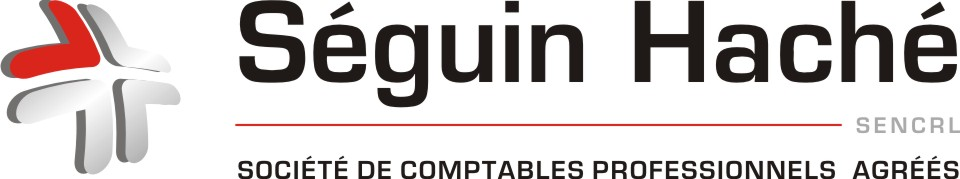 Séguin Haché
SENCRL
SOCIÉTÉ DE COMPTABLES PROFESSIONNELS AGRÉÉS